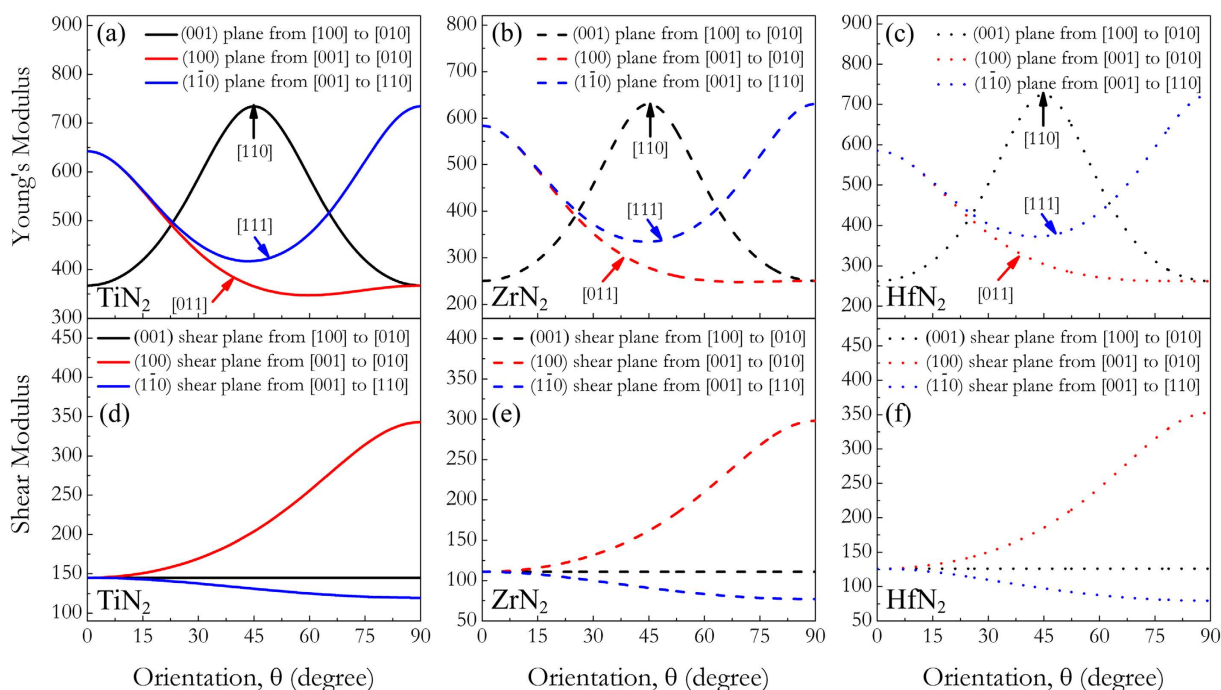 Young's Modulus
(a)
(001) plane from [100] to [010]
(100) plane from [001] to [010]
(11̄0) plane from [001] to [110]
900
800
700
600
500
400
300
[110]
[111]
[011]
TiN2
(b)
(001) plane from [100] to [010]
(100) plane from [001] to [010]
(11̄0) plane from [001] to [110]
800
700
600
500
400
300
200
[110]
[111]
[011]
ZrN2
(c)
(001) plane from [100] to [010]
(100) plane from [001] to [010]
(11̄0) plane from [001] to [110]
900
800
700
600
500
450
350
300
200
[110]
[111]
[011]
HfN2
Shear Modulus
(d)
(001) shear plane from [100] to [010]
(100) shear plane from [001] to [010]
(11̄0) shear plane from [001] to [110]
450
400
350
300
250
200
150
100
TiN2
0 15 30 45 60 75 90
Orientation, θ (degree)
(e)
(001) shear plane from [100] to [010]
(100) shear plane from [001] to [010]
(11̄0) shear plane from [001] to [110]
400
350
300
250
200
150
100
50
ZrN2
0 15 30 45 60 75 90
Orientation, θ (degree)
(f)
(001) shear plane from [100] to [010]
(100) shear plane from [001] to [010]
(11̄0) shear plane from [001] to [110]
450
400
350
300
250
200
150
100
50
HfN2
0 15 30 45 60 75 90
Orientation, θ (degree)